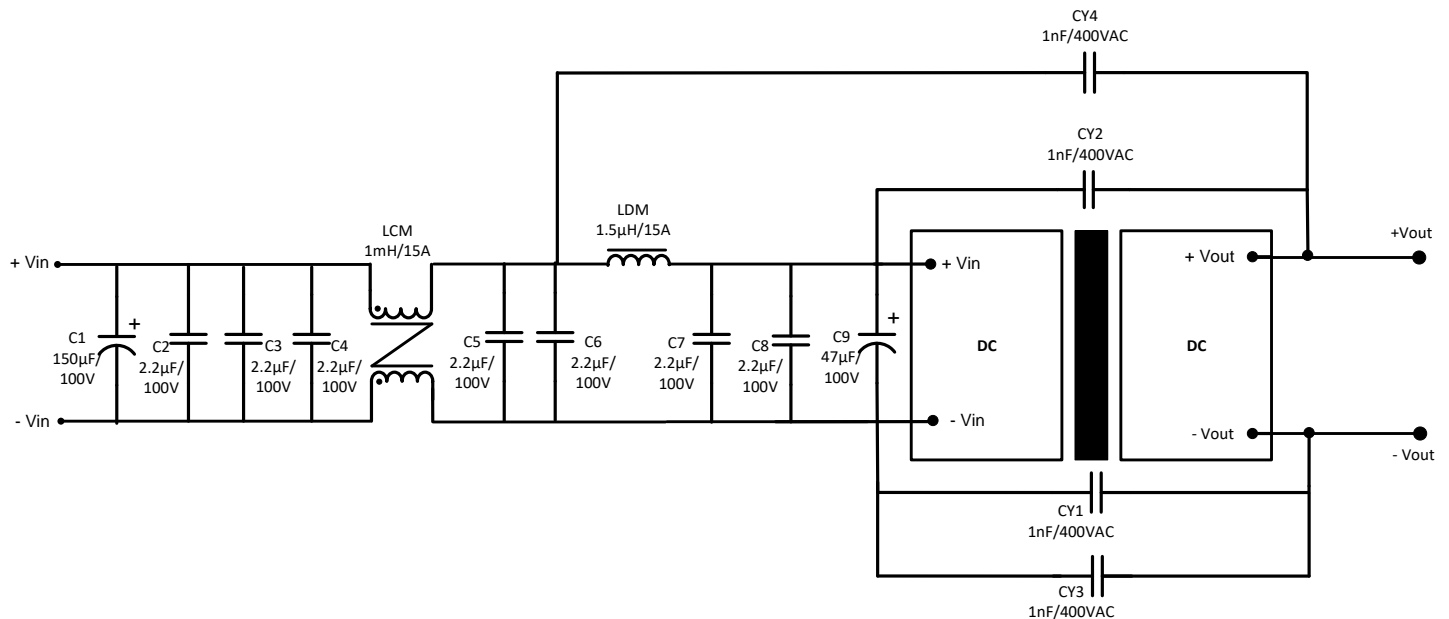 CY4
1nF/400VAC
CY2
1nF/400VAC
LDM
1.5µH/15A
LCM
1mH/15A
+Vout
+ Vin
+ Vin
+ Vout
+
C1
150µF/
100V
C2
2.2µF/
100V
C3
2.2µF/
100V
C4
2.2µF/
100V
C5
2.2µF/
100V
C6
2.2µF/
100V
C7
2.2µF/
100V
C8
2.2µF/
100V
+
C9
47µF/
100V
DC
DC
- Vin
- Vin
- Vout
- Vout
CY1
1nF/400VAC
CY3
1nF/400VAC